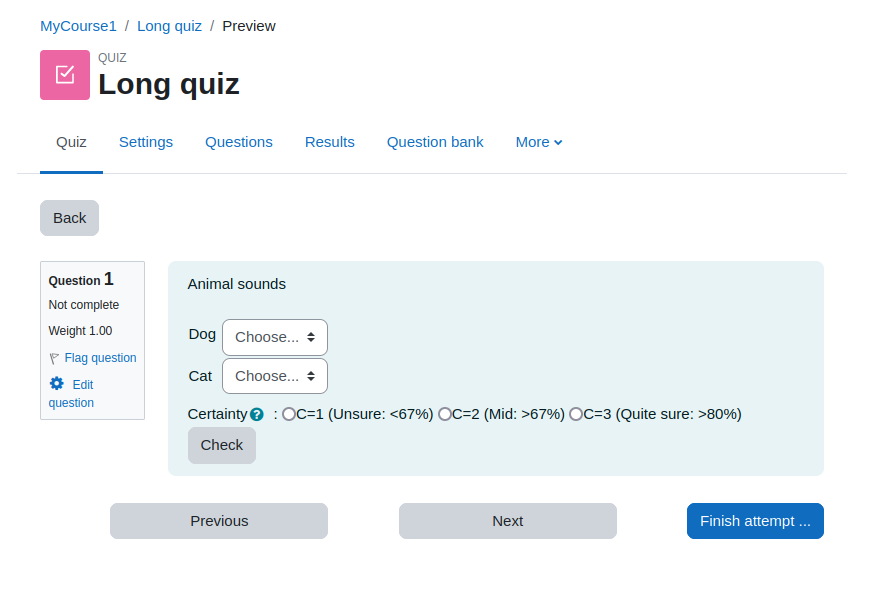 MyCourse1 / Long quiz / Preview
QUIZ
Long quiz
Quiz Settings Questions Results Question bank More
Back
Question 1
Not complete
Weight 1.00
Flag question
Edit
question
Animal sounds
Dog Choose...
Cat Choose...
Certainty ? : C=1 (Unsure: <67%) C=2 (Mid: >67%) C=3 (Quite sure: >80%)
Check
Previous Next Finish attempt ...